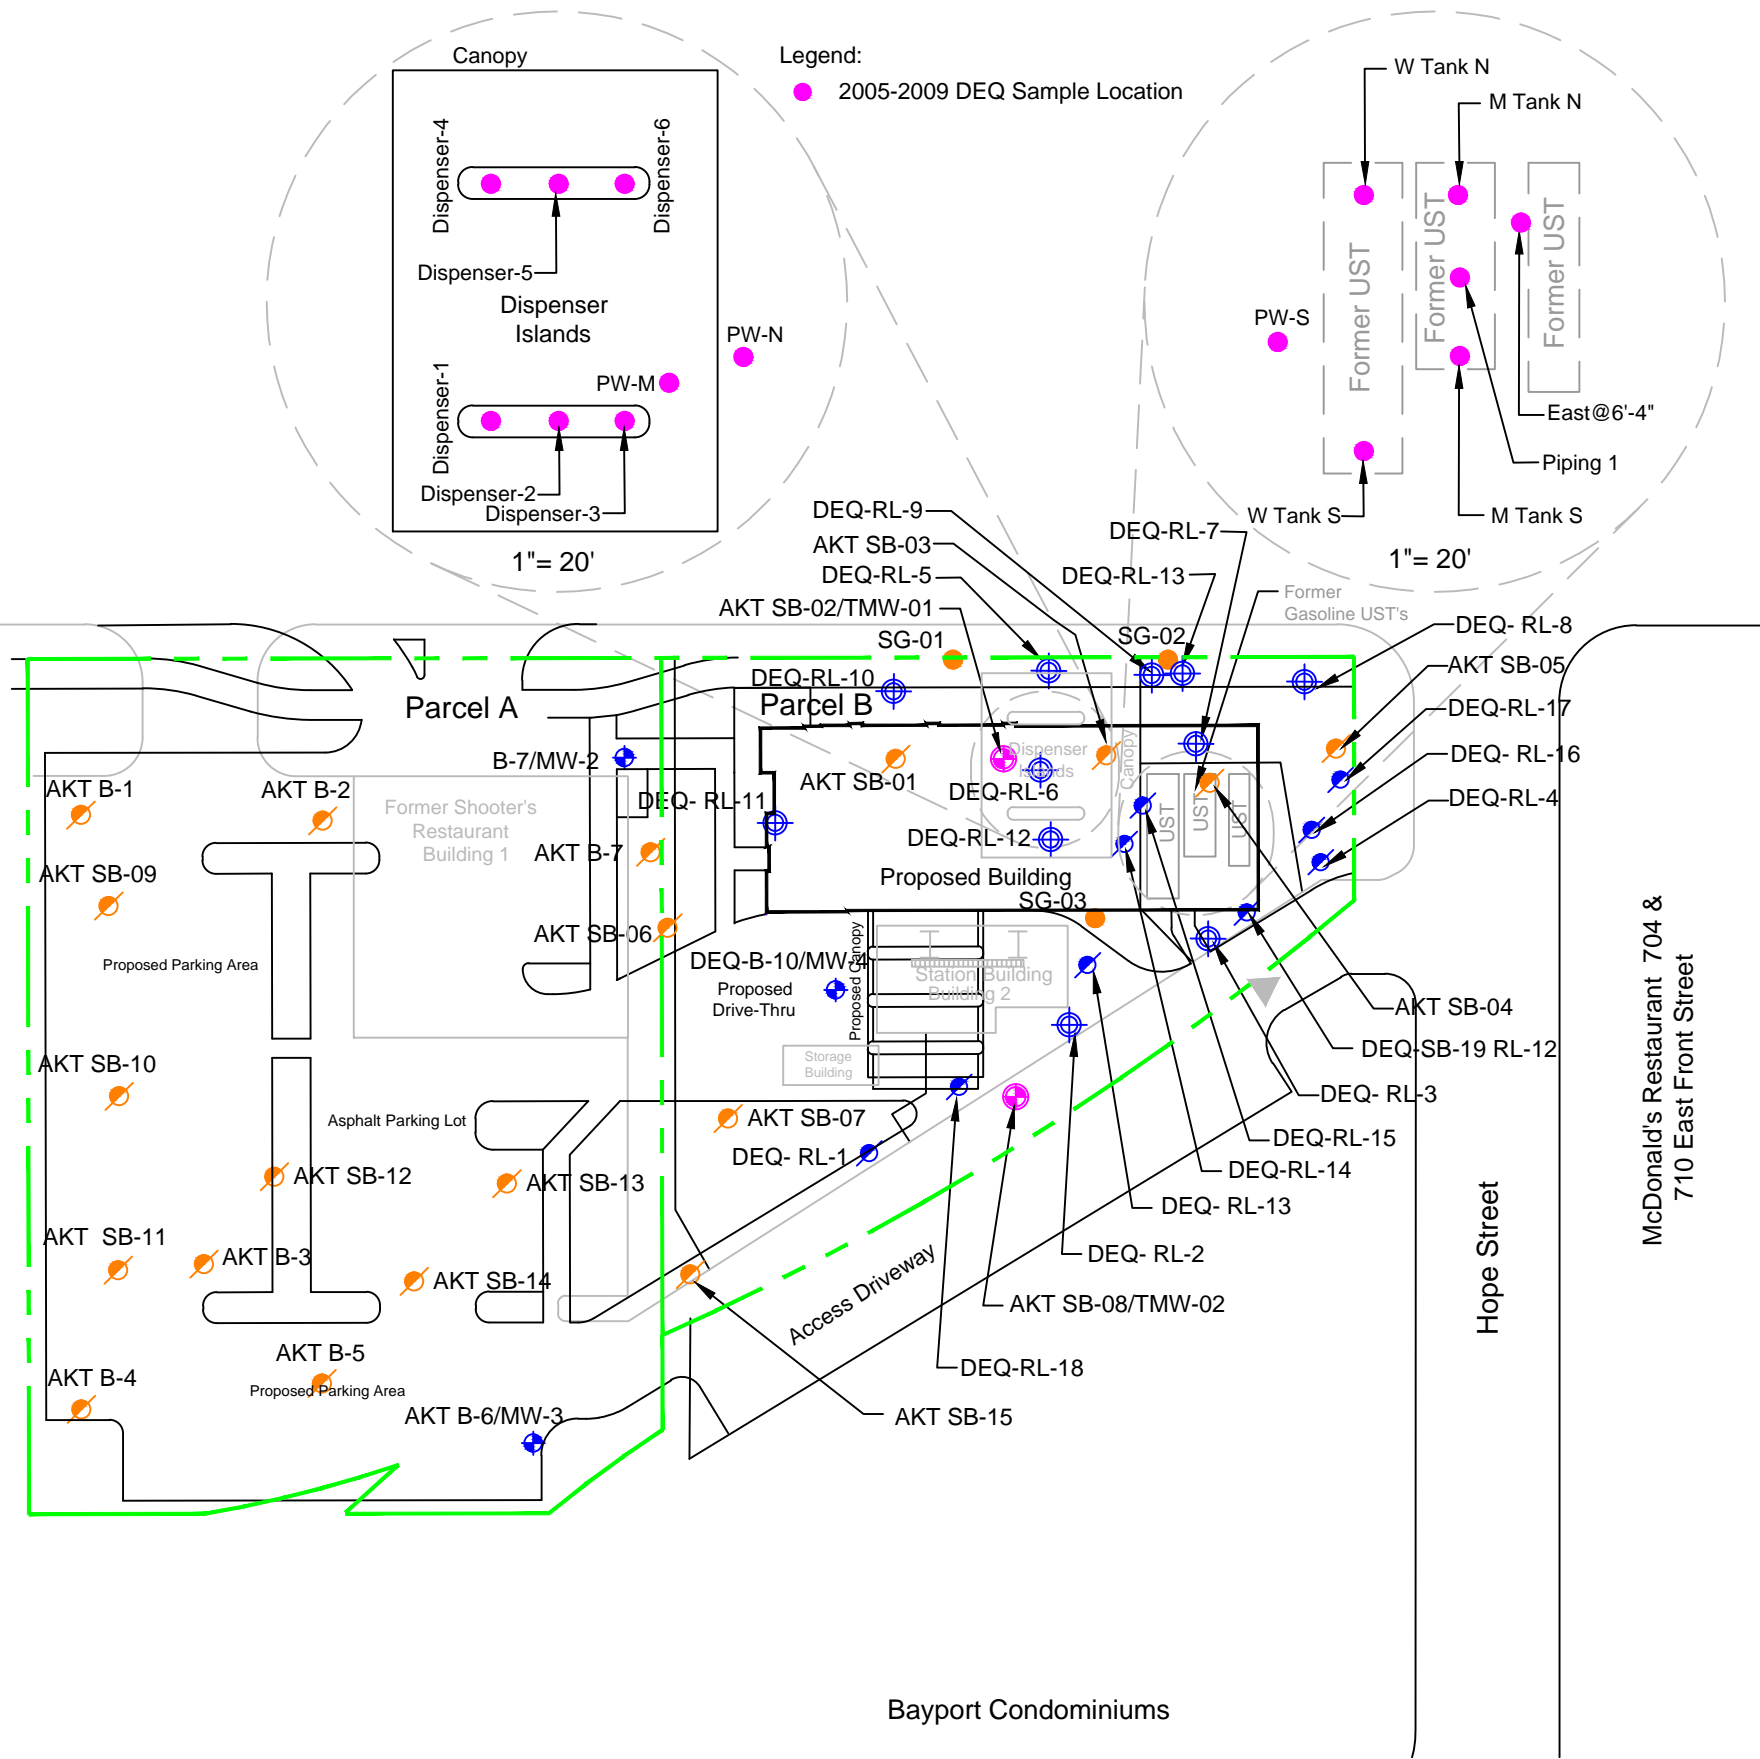 Canopy
Legend:
2005-2009 DEQ Sample Location
Dispenser-4
Dispenser-6
Dispenser-5
Dispenser
Islands
Dispenser-1
PW-N
PW-M
Dispenser-2
Dispenser-3
1"= 20'
W Tank N
M Tank N
Former UST
Former UST
Former UST
PW-S
East@6'-4"
Piping 1
W Tank S
M Tank S
1"= 20'
DEQ-RL-9
AKT SB-03
DEQ-RL-5
AKT SB-02/TMW-01
DEQ-RL-7
DEQ-RL-13
Former
Gasoline UST's
SG-01
SG-02
DEQ- RL-8
AKT SB-05
DEQ-RL-17
DEQ- RL-16
DEQ-RL-4
DEQ-RL-10
Parcel A
Parcel B
B-7/MW-2
AKT B-1
AKT B-2
Former Shooter's
Restaurant
Building 1
DEQ- RL-11
AKT SB-01
Dispenser
Islands
Canopy
DEQ-RL-6
DEQ-RL-12
UST
UST
UST
AKT B-7
AKT SB-09
Proposed Building
SG-03
AKT SB-06
Proposed Parking Area
DEQ-B-10/MW-4
Proposed
Drive-Thru
Proposed Canopy
Station Building
Building 2
Storage
Building
AKT SB-04
DEQ-SB-19 RL-12
DEQ- RL-3
DEQ-RL-15
DEQ-RL-14
DEQ- RL-13
DEQ- RL-2
AKT SB-08/TMW-02
DEQ-RL-18
AKT SB-15
AKT SB-10
Asphalt Parking Lot
AKT SB-07
DEQ- RL-1
AKT SB-12
AKT SB-13
AKT  SB-11
AKT B-3
AKT SB-14
Access Driveway
AKT B-5
Proposed Parking Area
AKT B-4
AKT B-6/MW-3
Hope Street
McDonald's Restaurant  704 &
710 East Front Street
Bayport Condominiums